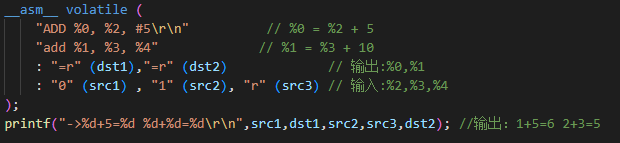 __asm__ volatile (
"ADD %0, %2, #5\r\n" // %0 = %2 + 5
"add %1, %3, %4" // %1 = %3 + 10
: "=r" (dst1),"=r" (dst2) // 输出:%0,%1
: "0" (src1) , "1" (src2), "r" (src3) // 输入:%2,%3,%4
);
printf("->%d+5=%d %d+%d=%d\r\n",src1,dst1,src2,src3,dst2); //输出: 1+5=6 2+3=5